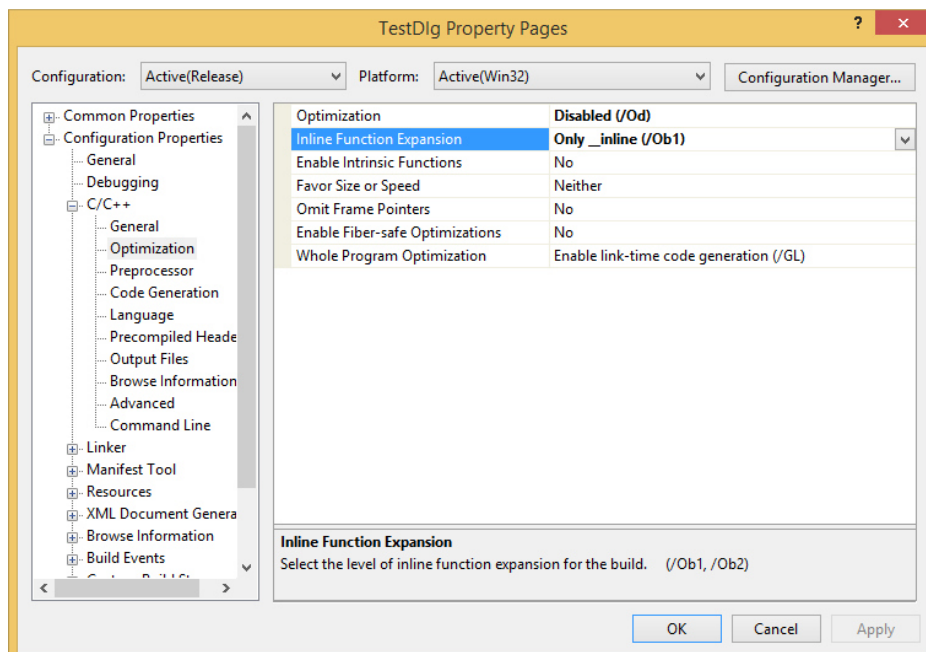 TestDlg Property Pages
? ×
Configuration: Active(Release) Platform: Active(Win32) Configuration Manager...
Common Properties
Configuration Properties
General
Debugging
C/C++
General
Optimization
Preprocessor
Code Generation
Language
Precompiled Heade
Output Files
Browse Information
Advanced
Command Line
Linker
Manifest Tool
Resources
XML Document Genera
Browse Information
Build Events
Optimization Disabled (/Od)
Inline Function Expansion Only __inline (/Ob1)
Enable Intrinsic Functions No
Favor Size or Speed Neither
Omit Frame Pointers No
Enable Fiber-safe Optimizations No
Whole Program Optimization Enable link-time code generation (/GL)
Inline Function Expansion
Select the level of inline function expansion for the build. (/Ob1, /Ob2)
OK Cancel Apply